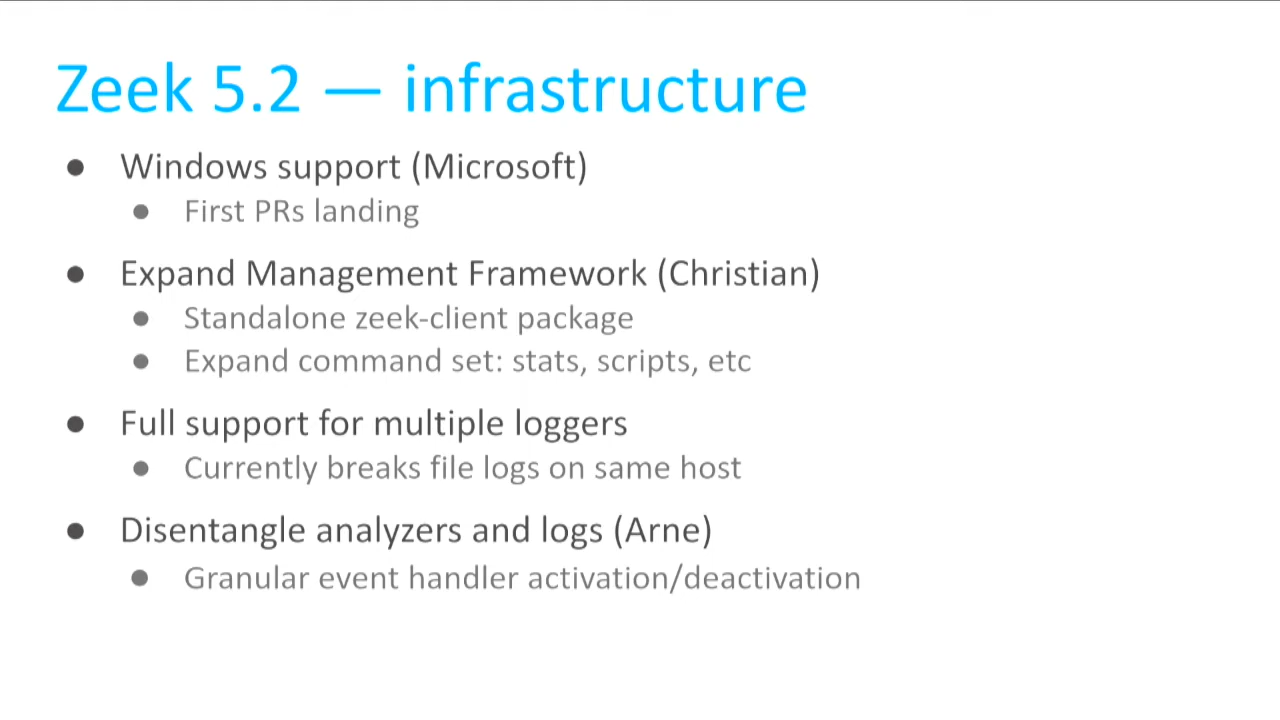 Zeek 5.2 — infrastructure
● Windows support (Microsoft)
● First PRs landing
● Expand Management Framework (Christian)
● Standalone zeek-client package
● Expand command set: stats, scripts, etc
● Full support for multiple loggers
● Currently breaks file logs on same host
● Disentangle analyzers and logs (Arne)
● Granular event handler activation/deactivation